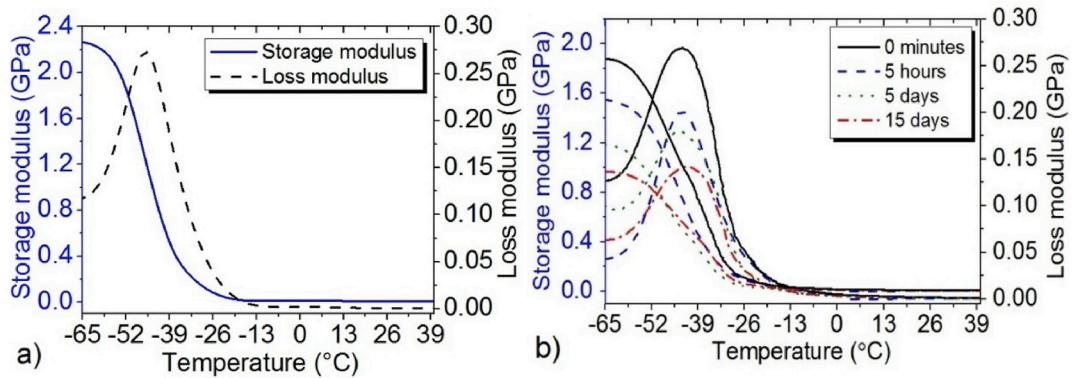 2.4
2.0
1.6
1.2
0.8
0.4
0.0
Storage modulus (GPa)
Storage modulus
Loss modulus
0.30
0.25
0.20
0.15
0.10
0.05
0.00
Loss modulus (GPa)
-65 -52 -39 -26 -13 0 13 26 39
Temperature (°C)
a)
2.0
1.6
1.2
0.8
0.4
0.0
Storage modulus (GPa)
0 minutes
5 hours
5 days
15 days
0.30
0.25
0.20
0.15
0.10
0.05
0.00
Loss modulus (GPa)
-65 -52 -39 -26 -13 0 13 26 39
Temperature (°C)
b)